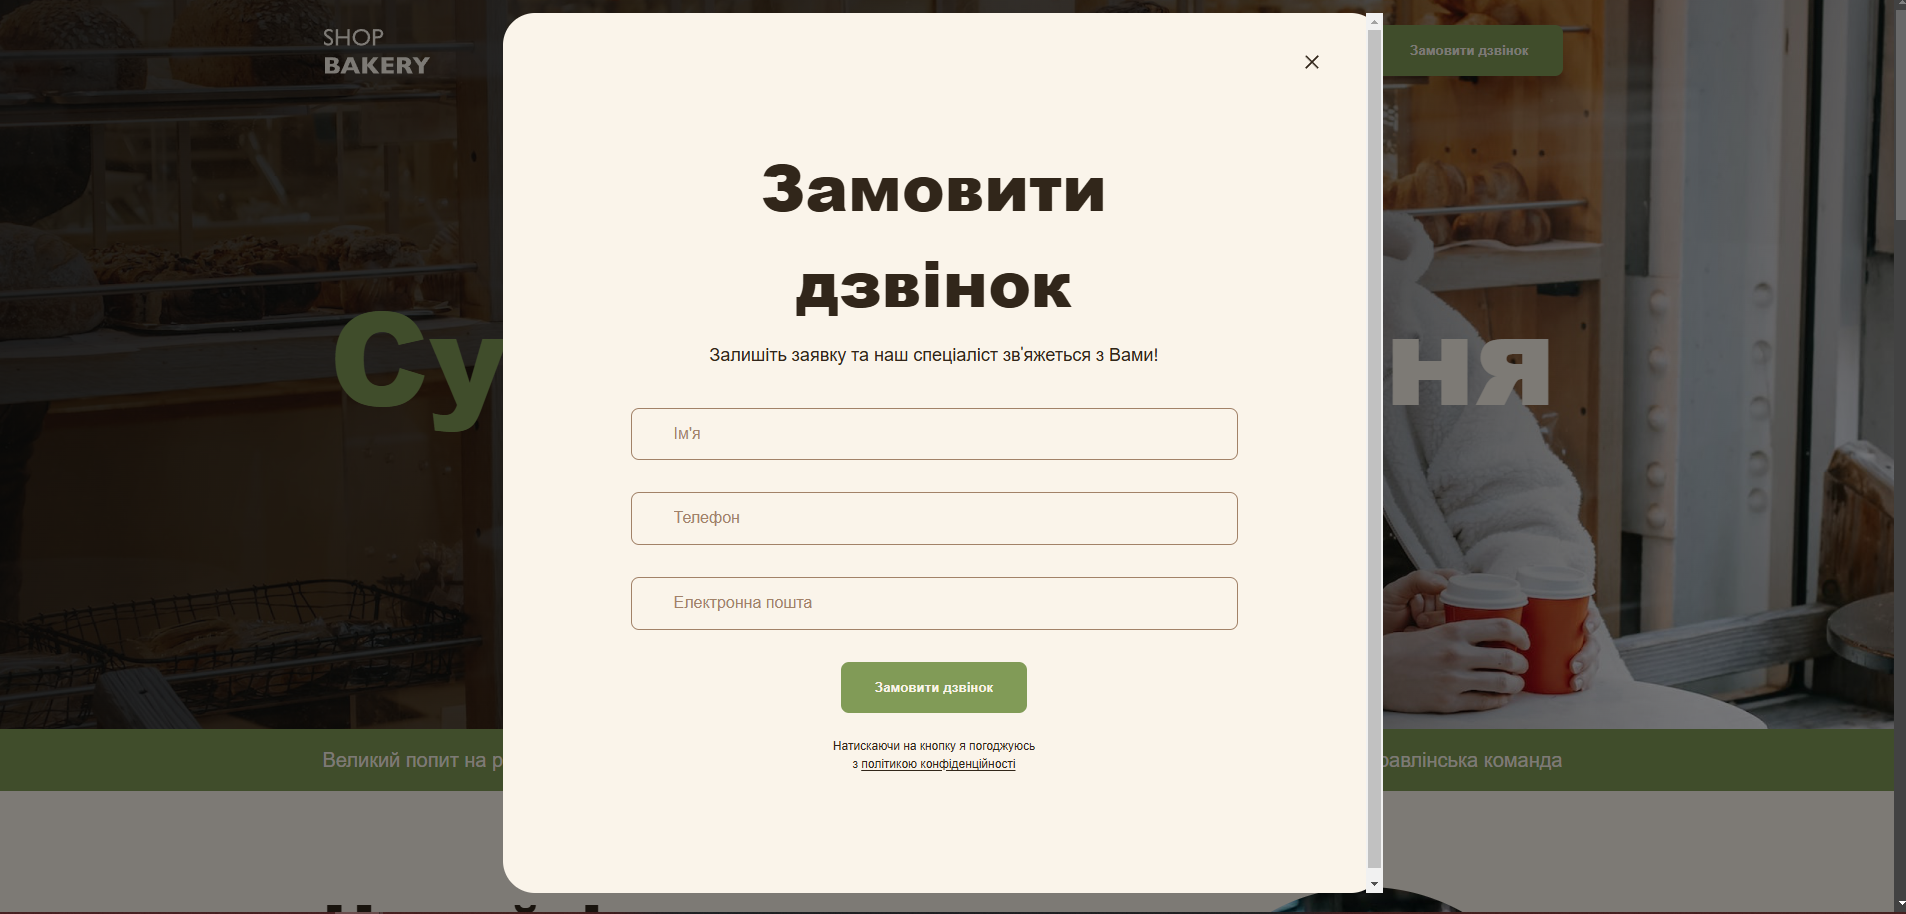 SHOP
BAKERY
Замовити дзвінок
Замовити
дзвінок
Залишіть заявку та наш спеціаліст зв'яжеться з Вами!
Су
ня
Ім'я
Телефон
Електронна пошта
Замовити дзвінок
Натискаючи на кнопку я погоджуюсь
з політикою конфіденційності
Великий попит на р
равлінська команда